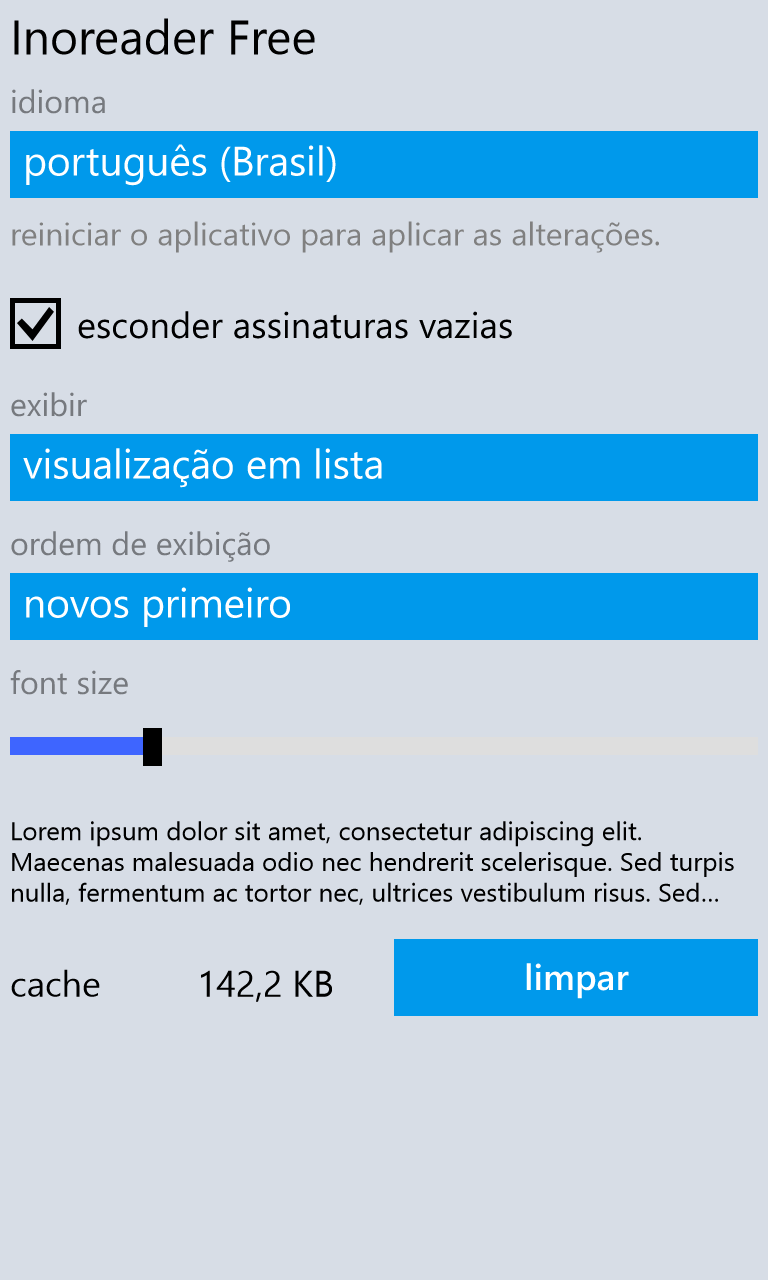 Inoreader Free
idioma
português (Brasil)
reiniciar o aplicativo para aplicar as alterações.
esconder assinaturas vazias
exibir
visualização em lista
ordem de exibição
novos primeiro
font size
Lorem ipsum dolor sit amet, consectetur adipiscing elit.
Maecenas malesuada odio nec hendrerit scelerisque. Sed turpis
nulla, fermentum ac tortor nec, ultrices vestibulum risus. Sed...
cache 142,2 KB limpar